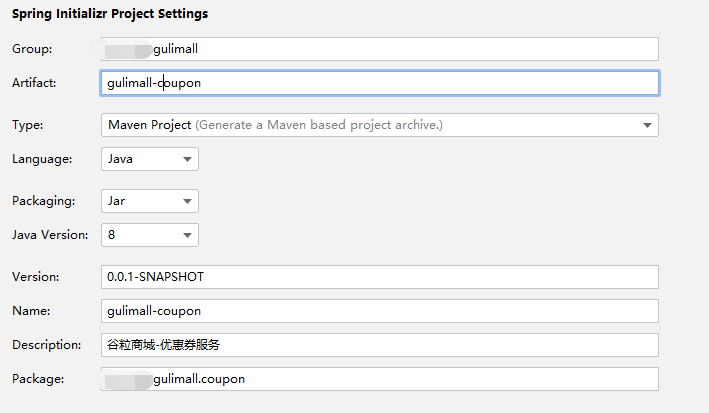 Spring Initializr Project Settings
Group: gulimall
Artifact: gulimall-coupon
Type: Maven Project (Generate a Maven based project archive.)
Language: Java
Packaging: Jar
Java Version: 8
Version: 0.0.1-SNAPSHOT
Name: gulimall-coupon
Description: 谷粒商城-优惠券服务
Package: gulimall.coupon